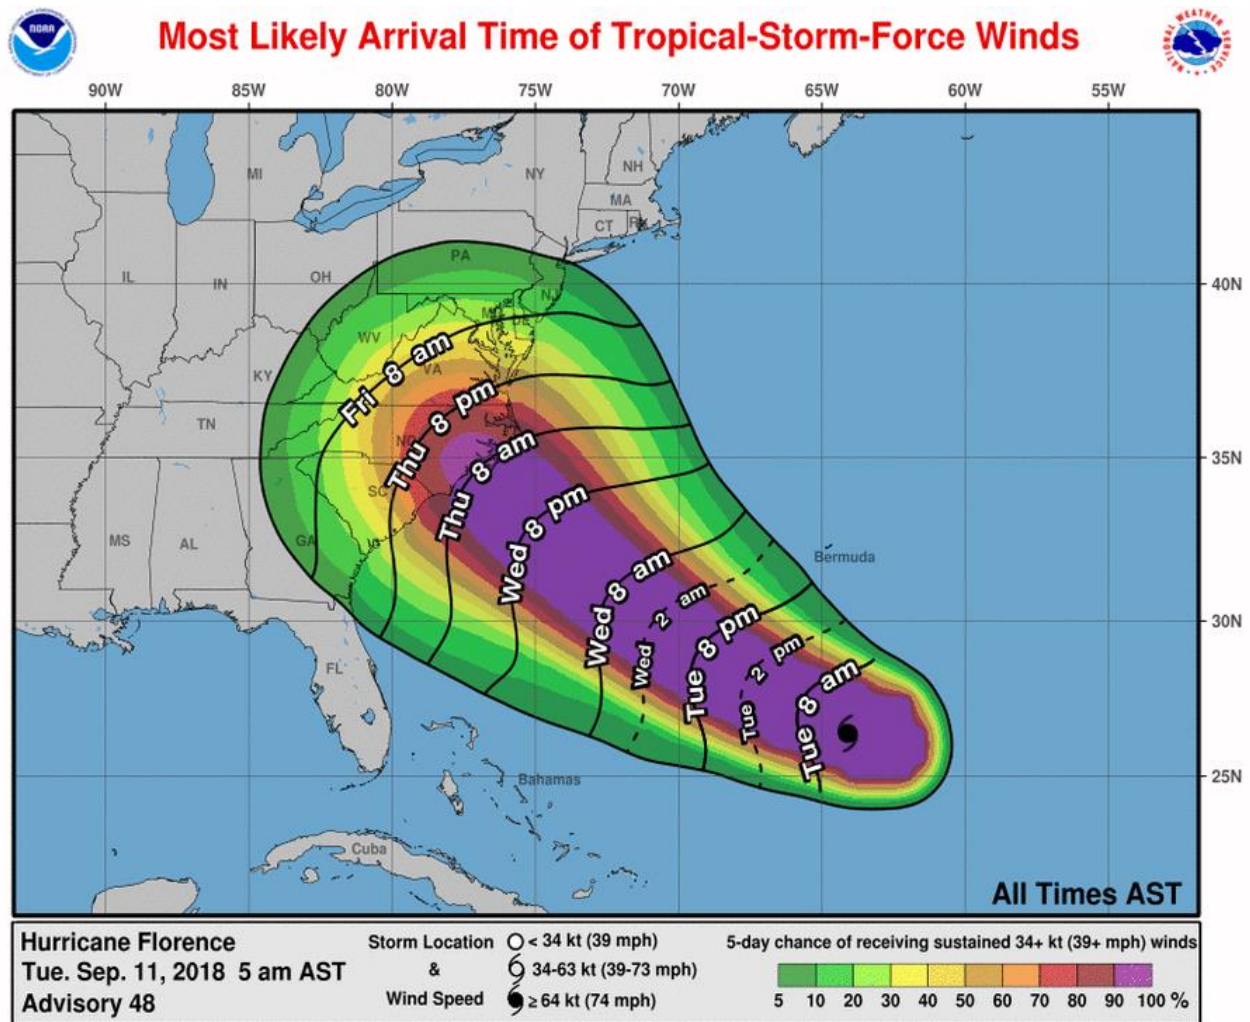 NOAA
Most Likely Arrival Time of Tropical-Storm-Force Winds
NATIONAL WEATHER SERVICE
90W 85W 80W 75W 70W 65W 60W 55W
MI NY NH
MA
CT RI
PA
IL IN OH
40N
NJ
MD DE
WV
KY VA
Fri 8 am
Thu 8 pm
TN NC
Thu 8 am
35N
SC
Wed 8 pm
MS AL GA
Bermuda
Wed 8 am
Wed 2 am
30N
Tue 8 pm
Tue 2 pm
FL
Tue 8 am
25N
Bahamas
Cuba
All Times AST
Hurricane Florence
Tue. Sep. 11, 2018 5 am AST
Advisory 48
Storm Location
&
Wind Speed
< 34 kt (39 mph)
34-63 kt (39-73 mph)
≥ 64 kt (74 mph)
5-day chance of receiving sustained 34+ kt (39+ mph) winds
5 10 20 30 40 50 60 70 80 90 100 %